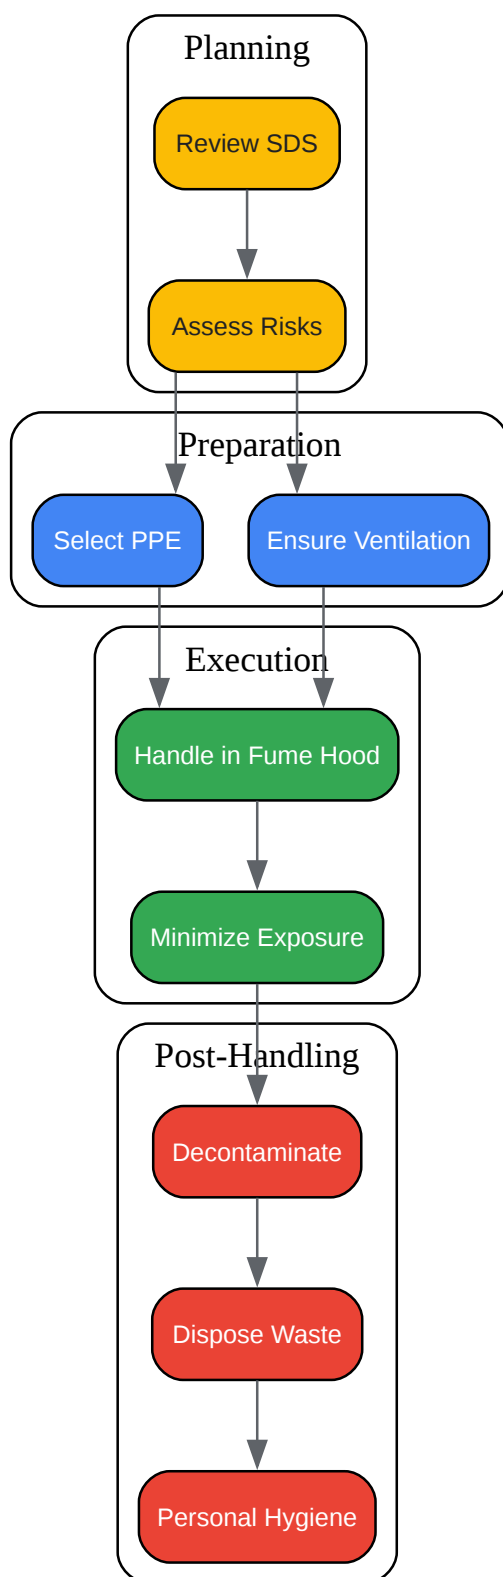 Planning
Review SDS
Assess Risks
Preparation
Select PPE
Ensure Ventilation
Execution
Handle in Fume Hood
Minimize Exposure
Post-Handling
Decontaminate
Dispose Waste
Personal Hygiene